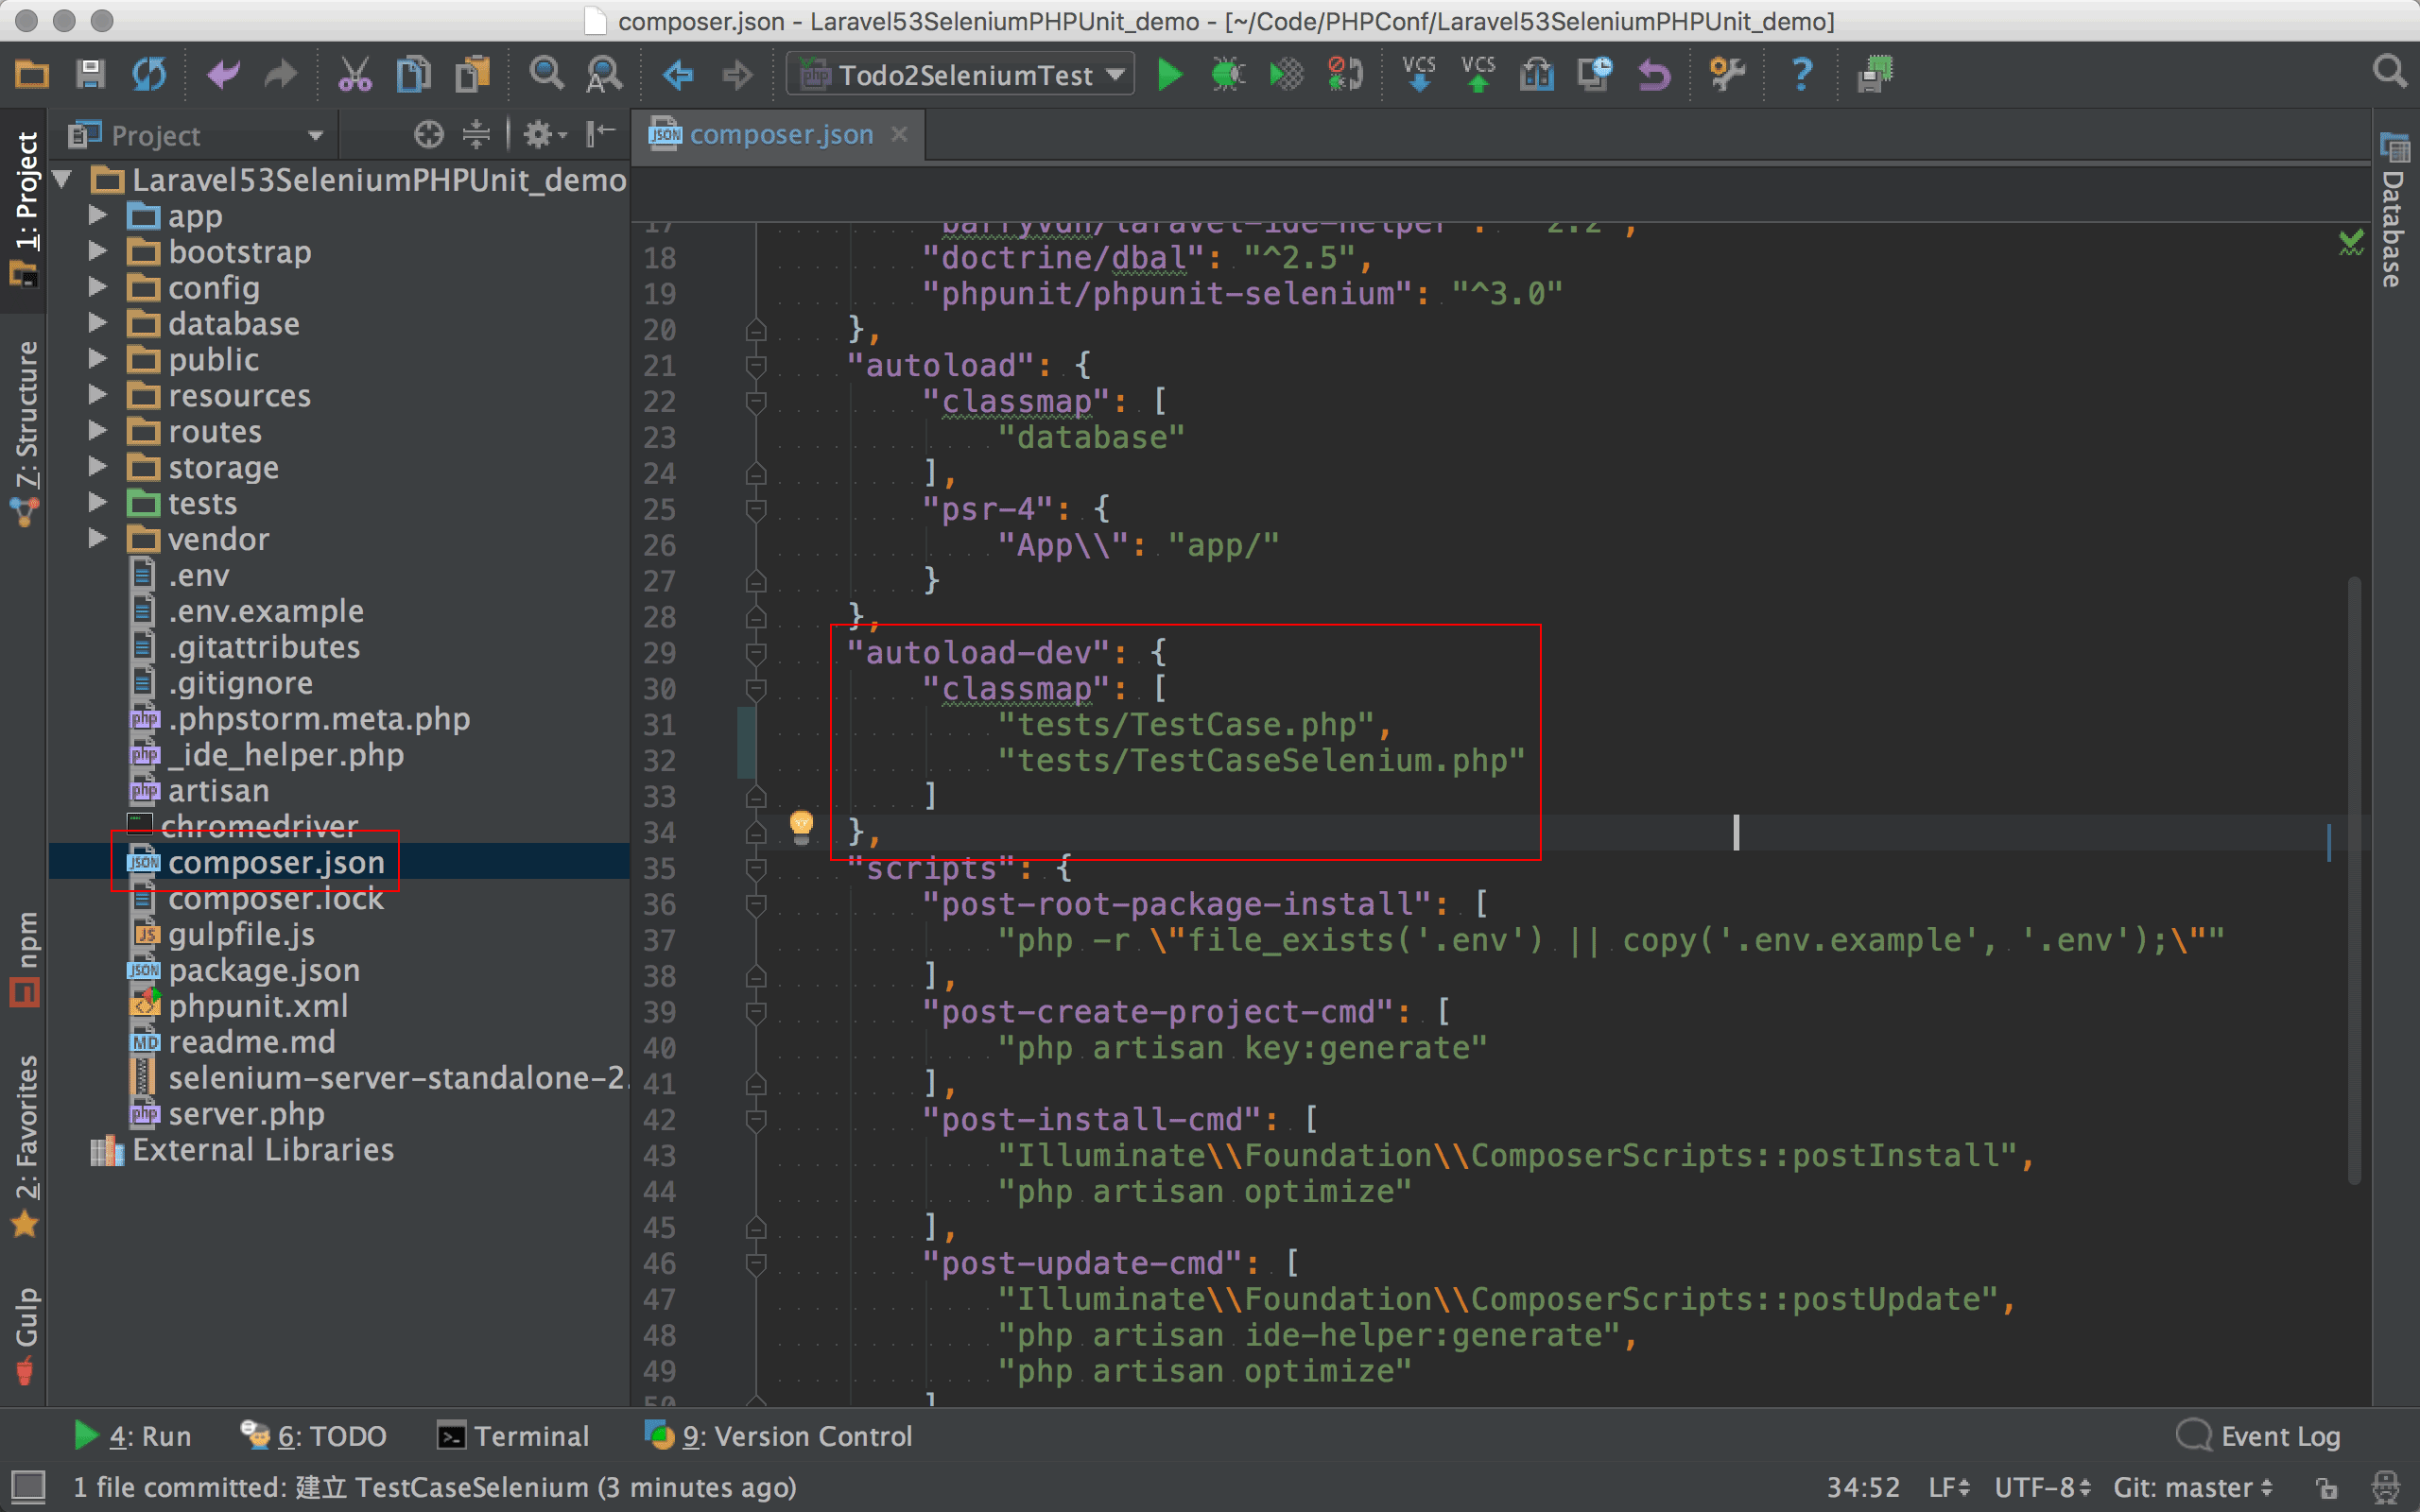 composer.json - Laravel53SeleniumPHPUnit_demo - [~/Code/PHPConf/Laravel53SeleniumPHPUnit_demo]
Todo2SeleniumTest
VCS
VCS
Project
composer.json
1: Project
7: Structure
npm
2: Favorites
Gulp
Database
Laravel53SeleniumPHPUnit_demo
app
bootstrap
config
database
public
resources
routes
storage
tests
vendor
.env
.env.example
.gitattributes
.gitignore
.phpstorm.meta.php
_ide_helper.php
artisan
chromedriver
composer.json
composer.lock
gulpfile.js
package.json
phpunit.xml
readme.md
selenium-server-standalone-2.
server.php
External Libraries
17 "barryvdh/laravel-ide-helper": "^2.2",
18 "doctrine/dbal": "^2.5",
19 "phpunit/phpunit-selenium": "^3.0"
20 },
21 "autoload": {
22 "classmap": [
23 "database"
24 ],
25 "psr-4": {
26 "App\\": "app/"
27 }
28 },
29 "autoload-dev": {
30 "classmap": [
31 "tests/TestCase.php",
32 "tests/TestCaseSelenium.php"
33 ]
34 },
35 "scripts": {
36 "post-root-package-install": [
37 "php -r \"file_exists('.env') || copy('.env.example', '.env');\""
38 ],
39 "post-create-project-cmd": [
40 "php artisan key:generate"
41 ],
42 "post-install-cmd": [
43 "Illuminate\\Foundation\\ComposerScripts::postInstall",
44 "php artisan optimize"
45 ],
46 "post-update-cmd": [
47 "Illuminate\\Foundation\\ComposerScripts::postUpdate",
48 "php artisan ide-helper:generate",
49 "php artisan optimize"
50 ]
4: Run
6: TODO
Terminal
9: Version Control
Event Log
1 file committed: 建立 TestCaseSelenium (3 minutes ago)
34:52
LF
UTF-8
Git: master